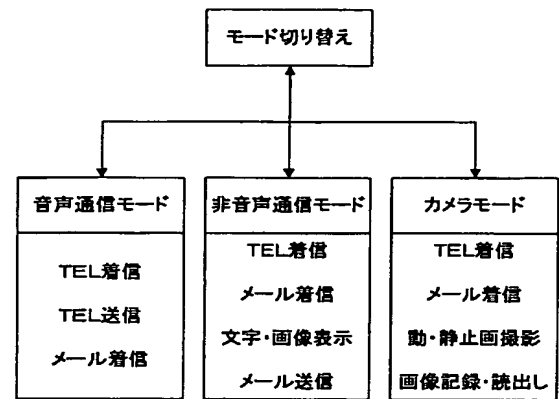 モード切り替え
音声通信モード
TEL着信
TEL送信
メール着信
非音声通信モード
TEL着信
メール着信
文字・画像表示
メール送信
カメラモード
TEL着信
メール着信
動・静止画撮影
画像記録・読出し